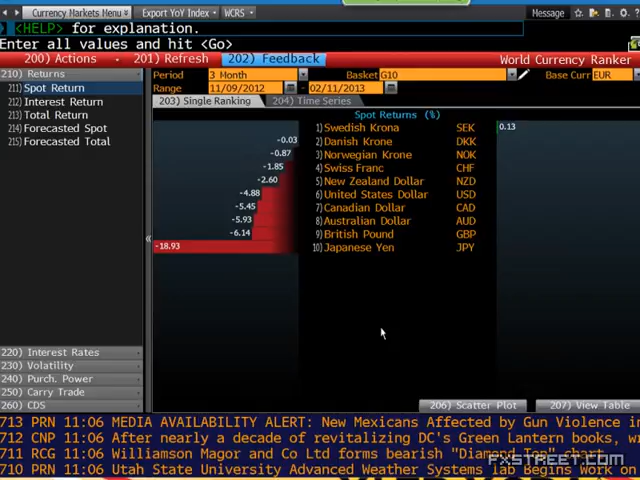 Currency Markets Menu Export YoY Index WCRS Message
<HELP> for explanation.
Enter all values and hit <Go>
200) Actions 201) Refresh 202) Feedback World Currency Ranker
210) Returns Period 3 Month Basket G10 Base Curr EUR
211) Spot Return Range 11/09/2012 - 02/11/2013
212) Interest Return 203) Single Ranking 204) Time Series
213) Total Return Spot Returns (%)
214) Forecasted Spot 1) Swedish Krona SEK 0.13
215) Forecasted Total -0.03 2) Danish Krone DKK
-0.87 3) Norwegian Krone NOK
-1.85 4) Swiss Franc CHF
-2.60 5) New Zealand Dollar NZD
-4.88 6) United States Dollar USD
-5.45 7) Canadian Dollar CAD
-5.93 8) Australian Dollar AUD
-6.14 9) British Pound GBP
-18.93 10) Japanese Yen JPY
220) Interest Rates
230) Volatility
240) Purch. Power
250) Carry Trade
260) CDS 206) Scatter Plot 207) View Table
713 PRN 11:06 MEDIA AVAILABILITY ALERT: New Mexicans Affected by Gun Violence in
712 CNP 11:06 After nearly a decade of revitalizing DC's Green Lantern books, w
711 RCG 11:06 Williamson Magor and Co Ltd forms bearish "Diamond Top" chart
710 PRN 11:06 Utah State University Advanced Weather Systems Lab Begins Work on
FXSTREET.COM